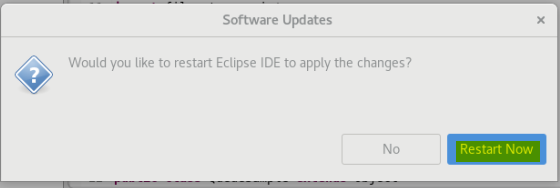 Software Updates
Would you like to restart Eclipse IDE to apply the changes?
No
Restart Now